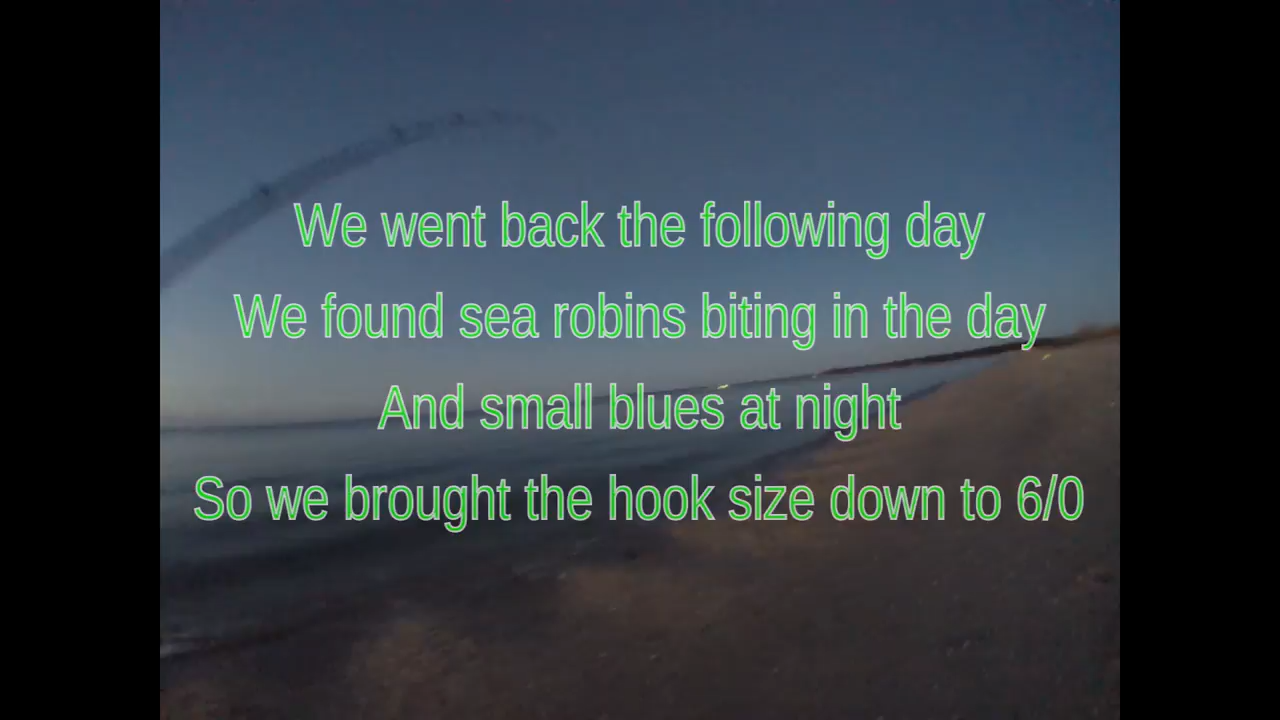 We went back the following day
We found sea robins biting in the day
And small blues at night
So we brought the hook size down to 6/0